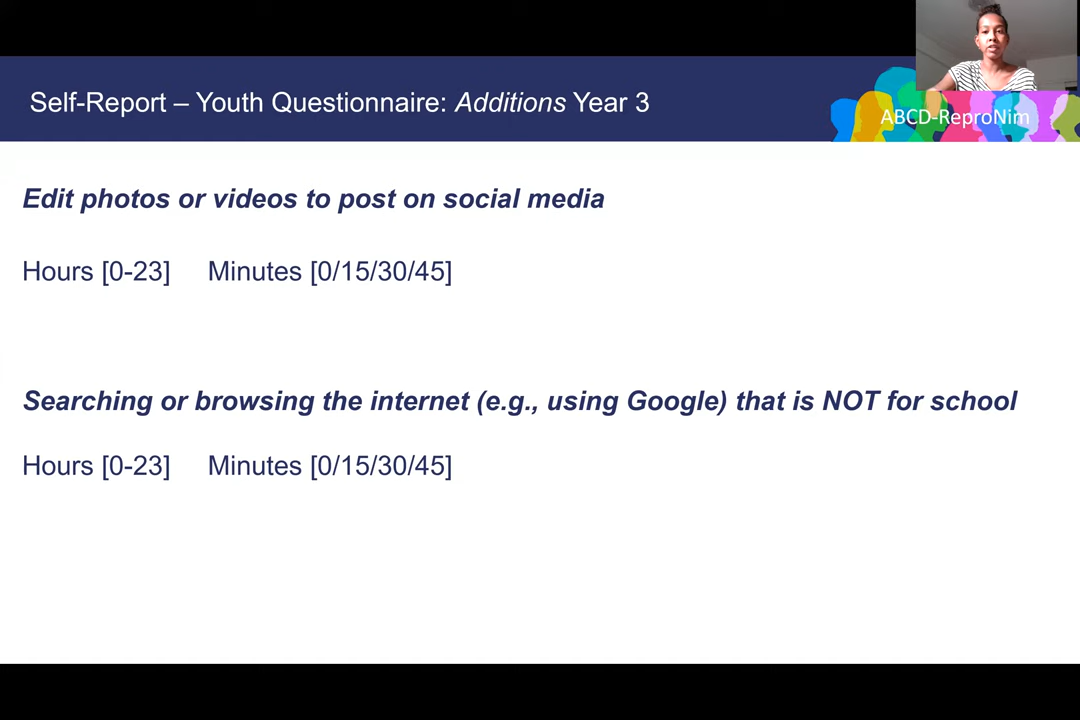 Self-Report – Youth Questionnaire: Additions Year 3
ABCD-ReproNim
Edit photos or videos to post on social media
Hours [0-23] Minutes [0/15/30/45]
Searching or browsing the internet (e.g., using Google) that is NOT for school
Hours [0-23] Minutes [0/15/30/45]